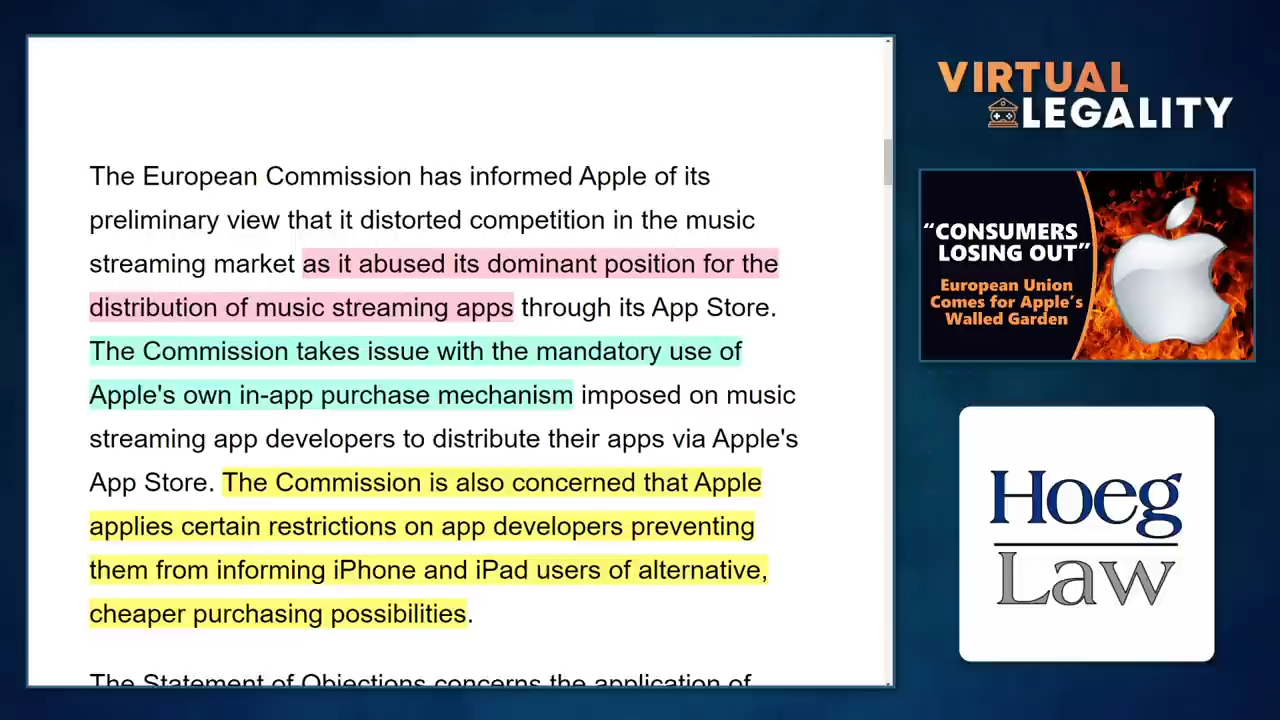 The European Commission has informed Apple of its
preliminary view that it distorted competition in the music
streaming market as it abused its dominant position for the
distribution of music streaming apps through its App Store.
The Commission takes issue with the mandatory use of
Apple's own in-app purchase mechanism imposed on music
streaming app developers to distribute their apps via Apple's
App Store. The Commission is also concerned that Apple
applies certain restrictions on app developers preventing
them from informing iPhone and iPad users of alternative,
cheaper purchasing possibilities.
The Statement of Objections concerns the application of
VIRTUAL
LEGALITY
“CONSUMERS
LOSING OUT”
European Union
Comes for Apple's
Walled Garden
Hoeg
Law